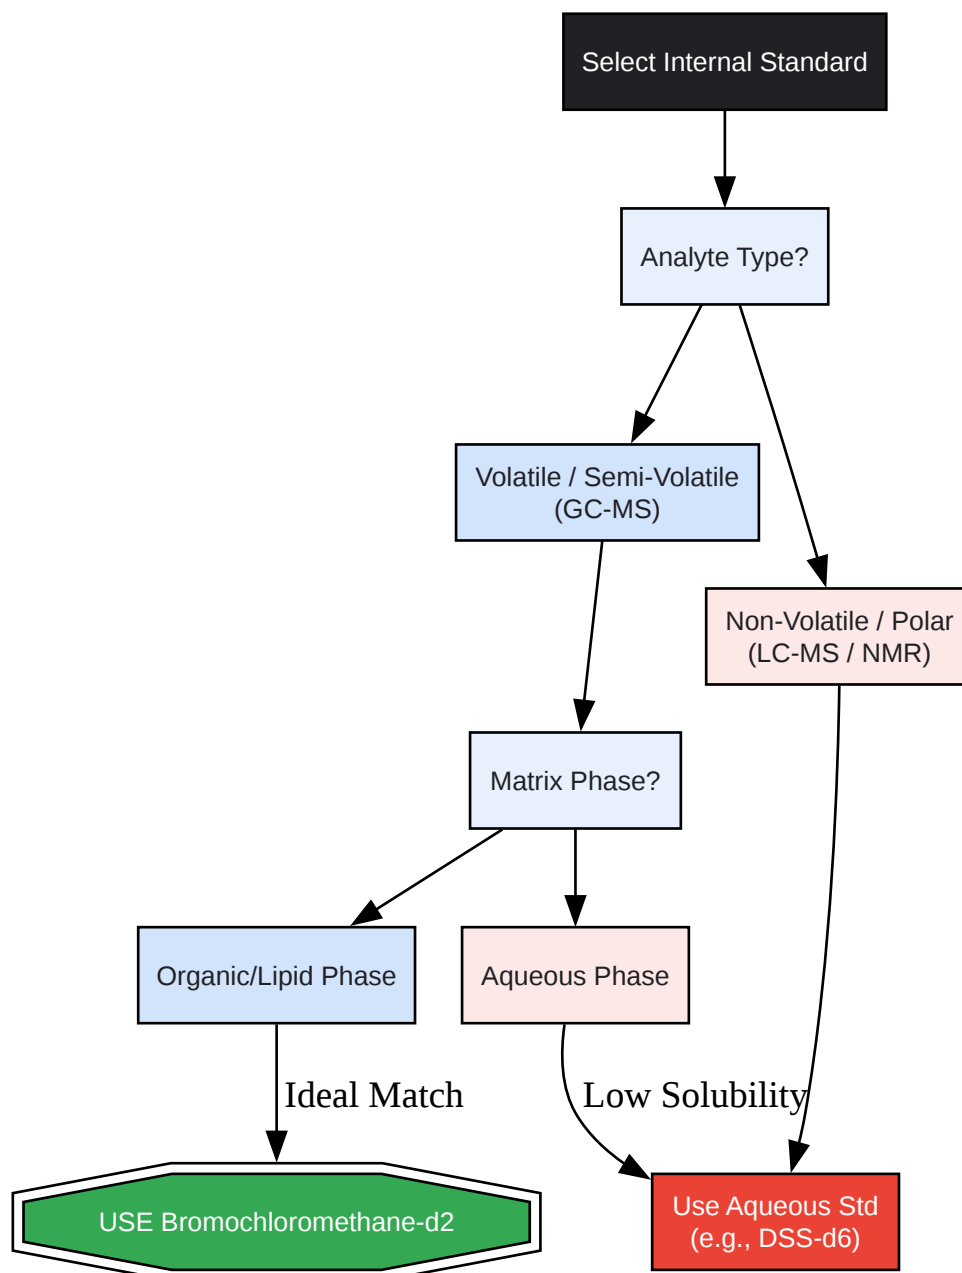 Select Internal Standard
Analyte Type?
Volatile / Semi-Volatile
(GC-MS)
Non-Volatile / Polar
(LC-MS / NMR)
Matrix Phase?
Organic/Lipid Phase
Aqueous Phase
Ideal Match
Low Solubility
USE Bromochloromethane-d2
Use Aqueous Std
(e.g., DSS-d6)